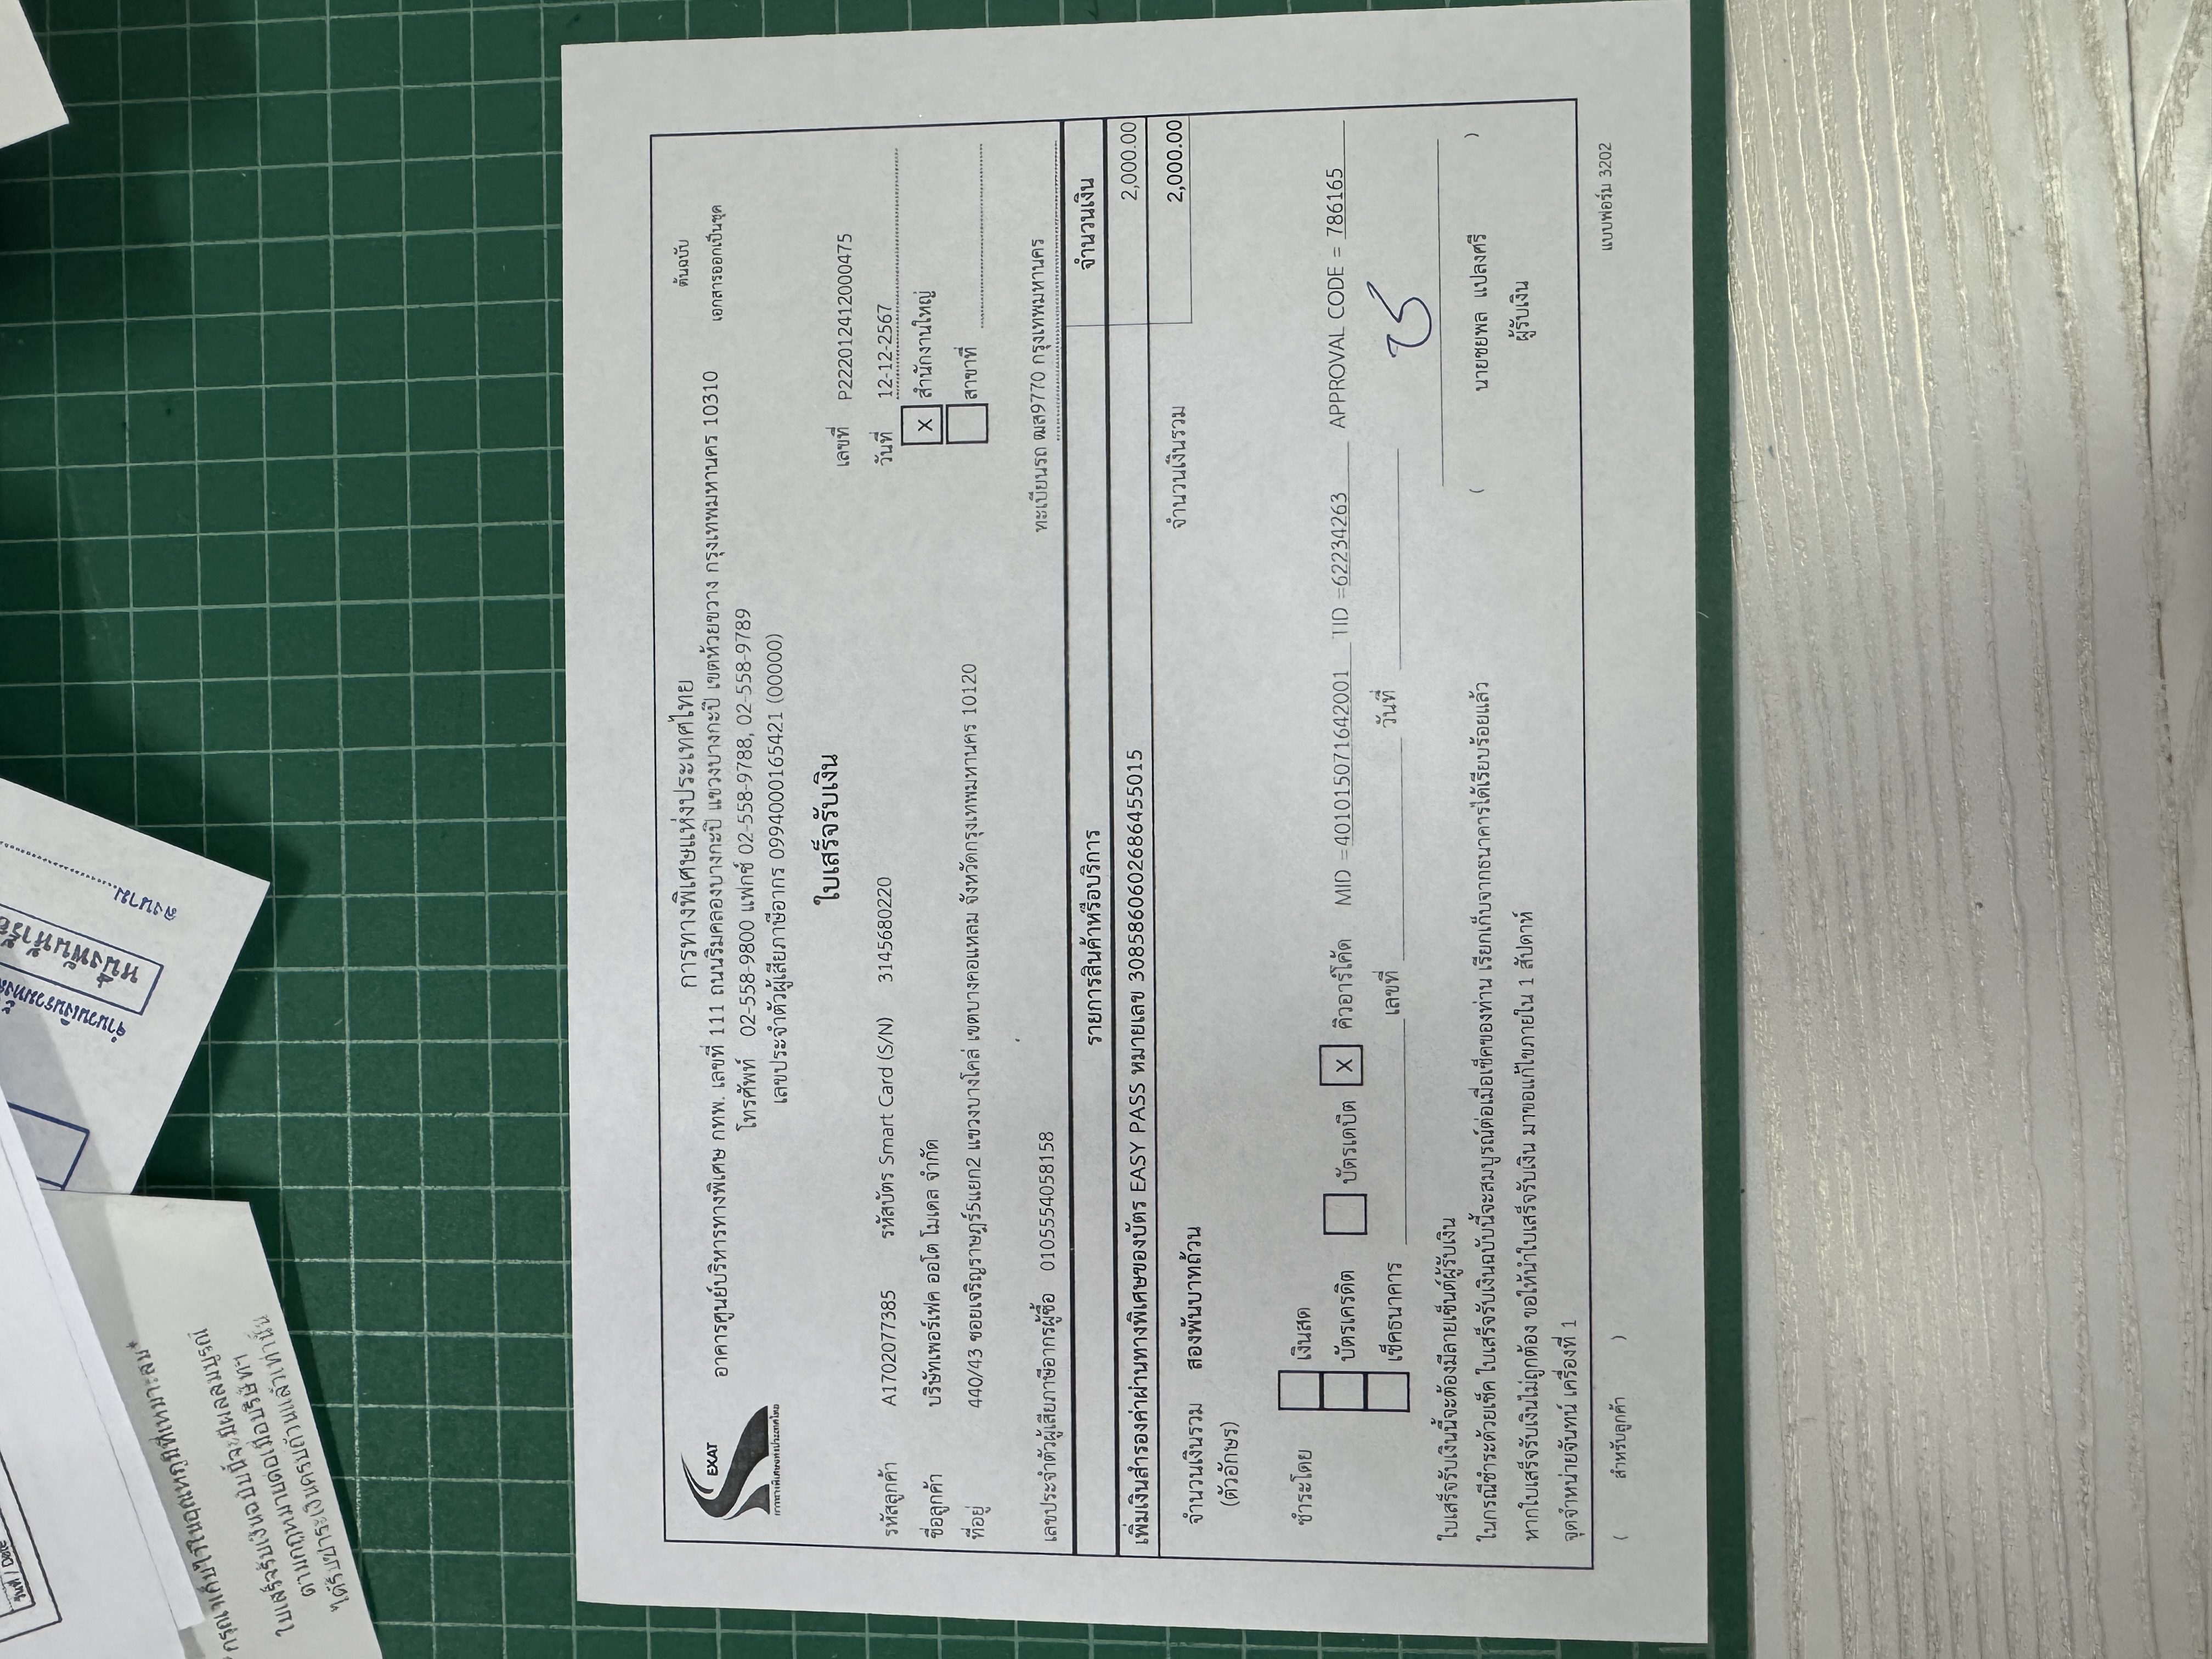 วันที่ / Date
จำนวนเงินรวมทั้ง
หนึ่งพันห้าร้อ
ลงนาม
*กรุณาเก็บไว้ในอุณหภูมิที่เหมาะสม*
ใบเสร็จรับเงินฉบับนี้จะมีผลสมบูรณ์
ตามกฎหมายต่อเมื่อบริษัทฯ
ได้รับชำระเงินครบถ้วนแล้วเท่านั้น
EXAT
การทางพิเศษแห่งประเทศไทย
การทางพิเศษแห่งประเทศไทย
ต้นฉบับ
อาคารศูนย์บริหารทางพิเศษ กทพ. เลขที่ 111 ถนนริมคลองบางกะปิ แขวงบางกะปิ เขตห้วยขวาง กรุงเทพมหานคร 10310
เอกสารออกเป็นชุด
โทรศัพท์ 02-558-9800 แฟกซ์ 02-558-9788, 02-558-9789
เลขประจำตัวผู้เสียภาษีอากร 0994000165421 (00000)
ใบเสร็จรับเงิน
เลขที่ P222012412000475
รหัสลูกค้า A1702077385 รหัสบัตร Smart Card (S/N) 3145680220
วันที่ 12-12-2567
ชื่อลูกค้า บริษัทเพอร์เฟค ออโต โมเดล จำกัด
X สำนักงานใหญ่
ที่อยู่ 440/43 ซอยเจริญราษฎร์5แยก2 แขวงบางโคล่ เขตบางคอแหลม จังหวัดกรุงเทพมหานคร 10120
สาขาที่
เลขประจำตัวผู้เสียภาษีอากรผู้ซื้อ 0105554058158
ทะเบียนรถ ฒส9770 กรุงเทพมหานคร
รายการสินค้าหรือบริการ จำนวนเงิน
เพิ่มเงินสำรองค่าผ่านทางพิเศษของบัตร EASY PASS หมายเลข 3085860602686455015 2,000.00
จำนวนเงินรวม สองพันบาทถ้วน จำนวนเงินรวม 2,000.00
(ตัวอักษร)
ชำระโดย เงินสด
บัตรเครดิต บัตรเดบิต X คิวอาร์โค้ด MID =401015071642001 TID =62234263 APPROVAL CODE = 786165
เช็คธนาคาร เลขที่ วันที่
ใบเสร็จรับเงินนี้จะต้องมีลายเซ็นต์ผู้รับเงิน
ในกรณีชำระด้วยเช็ค ใบเสร็จรับเงินฉบับนี้จะสมบูรณ์ต่อเมื่อเช็คของท่าน เรียกเก็บจากธนาคารได้เรียบร้อยแล้ว
( นายชยพล แปลงศรี )
หากใบเสร็จรับเงินไม่ถูกต้อง ขอให้นำใบเสร็จรับเงิน มาขอแก้ไขภายใน 1 สัปดาห์
ผู้รับเงิน
จุดจำหน่ายจันทน์ เครื่องที่ 1
( สำหรับลูกค้า )
แบบฟอร์ม 3202